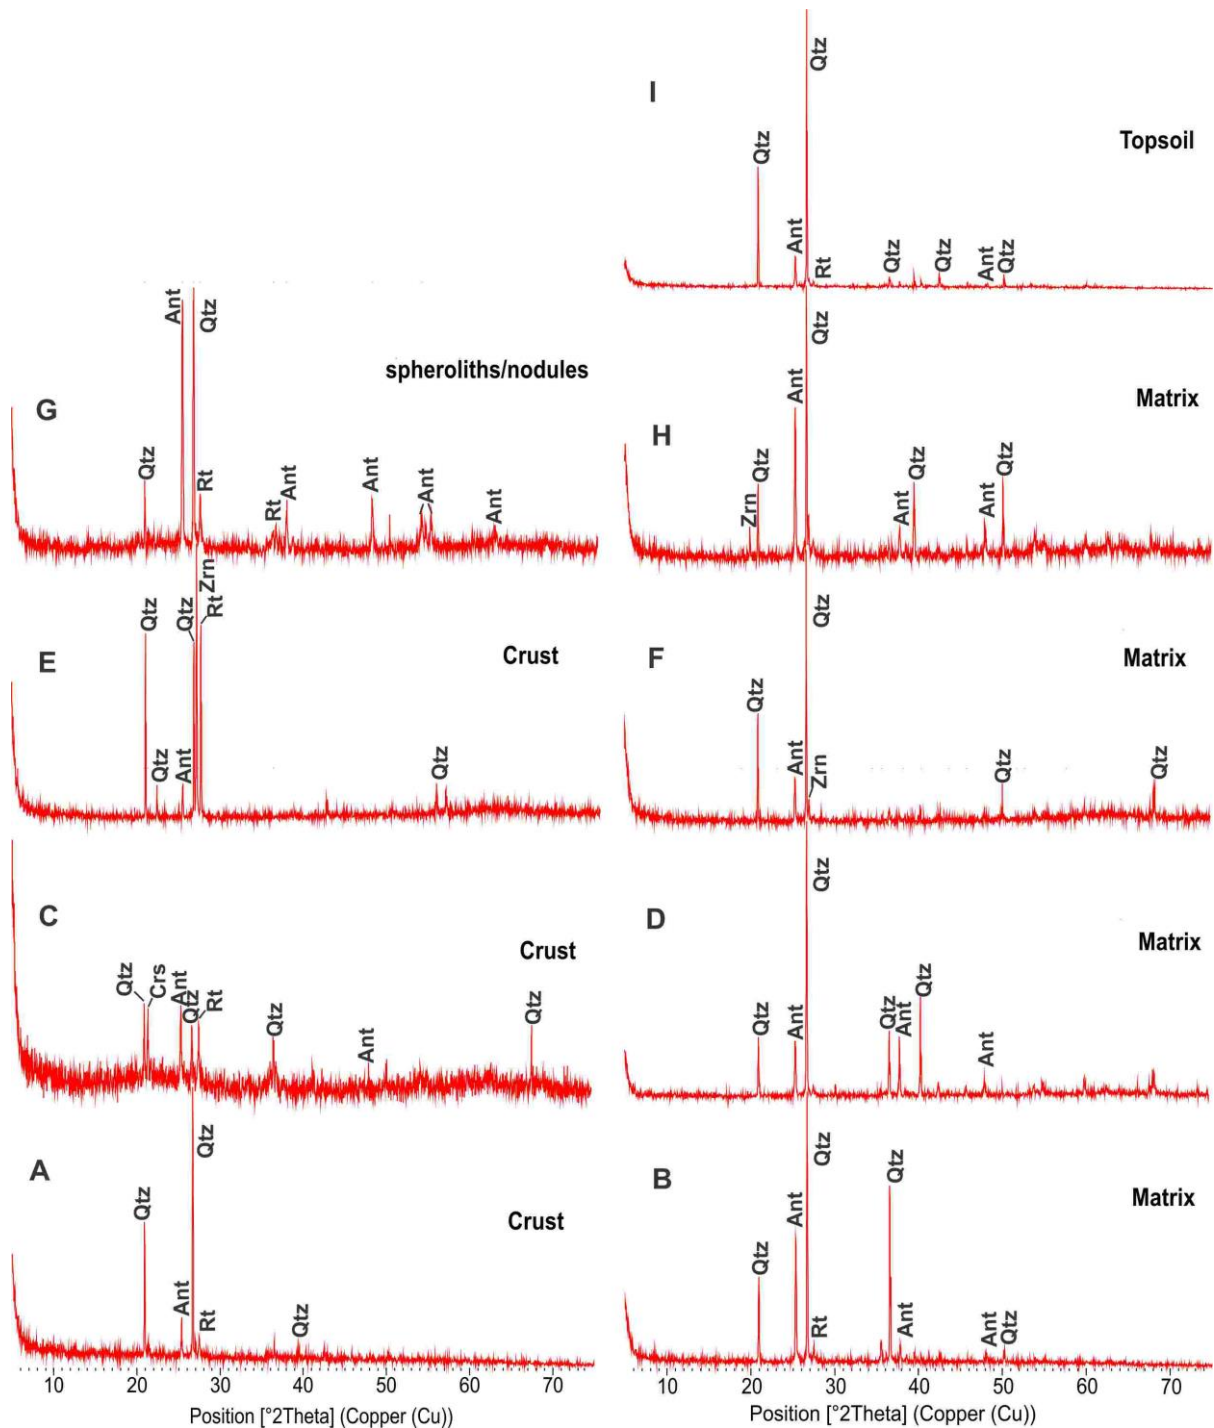 I
Topsoil
Qtz
Qtz
Ant
Rt
Qtz
Qtz
Ant
Qtz
G
spheroliths/nodules
Ant
Qtz
Qtz
Rt
Rt
Ant
Ant
Ant
Ant
H
Matrix
Qtz
Ant
Zrn
Qtz
Ant
Qtz
Ant
Qtz
E
Crust
Qtz
Qtz
Ant
Qtz
Rt Zrn
Qtz
F
Matrix
Qtz
Qtz
Ant
Zrn
Qtz
Qtz
C
Crust
Qtz
Crs
Ant
Qtz
Rt
Qtz
Ant
Qtz
D
Matrix
Qtz
Qtz
Ant
Qtz
Ant
Qtz
Ant
A
Crust
Qtz
Ant
Qtz
Rt
Qtz
10 20 30 40 50 60 70
Position [°2Theta] (Copper (Cu))
B
Matrix
Qtz
Ant
Qtz
Rt
Qtz
Ant
Ant
Qtz
10 20 30 40 50 60 70
Position [°2Theta] (Copper (Cu))